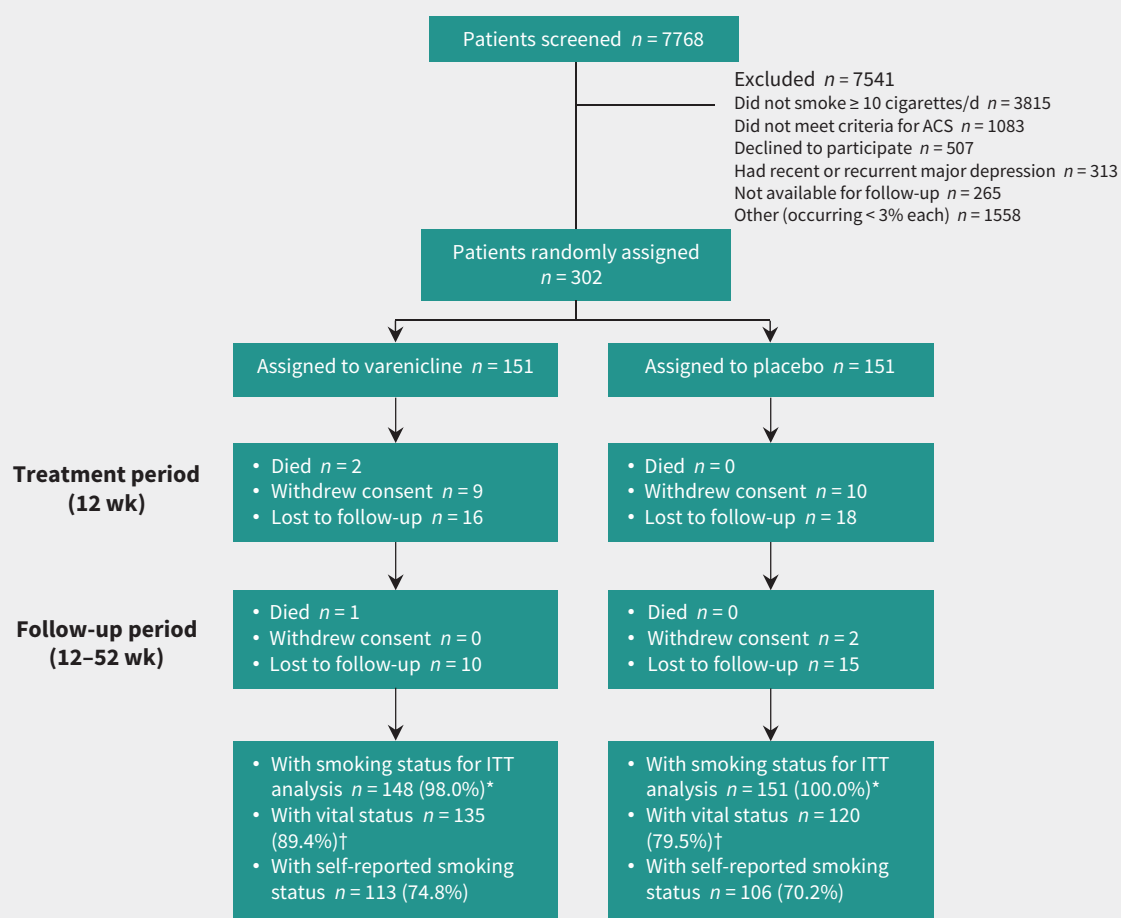 Patients screened n = 7768
Excluded n = 7541
Did not smoke ≥ 10 cigarettes/d n = 3815
Did not meet criteria for ACS n = 1083
Declined to participate n = 507
Had recent or recurrent major depression n = 313
Not available for follow-up n = 265
Other (occurring < 3% each) n = 1558
Patients randomly assigned
n = 302
Assigned to varenicline n = 151
Assigned to placebo n = 151
Treatment period
(12 wk)
• Died n = 2
• Withdrew consent n = 9
• Lost to follow-up n = 16
• Died n = 0
• Withdrew consent n = 10
• Lost to follow-up n = 18
Follow-up period
(12–52 wk)
• Died n = 1
• Withdrew consent n = 0
• Lost to follow-up n = 10
• Died n = 0
• Withdrew consent n = 2
• Lost to follow-up n = 15
• With smoking status for ITT
analysis n = 148 (98.0%)*
• With vital status n = 135
(89.4%)†
• With self-reported smoking
status n = 113 (74.8%)
• With smoking status for ITT
analysis n = 151 (100.0%)*
• With vital status n = 120
(79.5%)†
• With self-reported smoking
status n = 106 (70.2%)